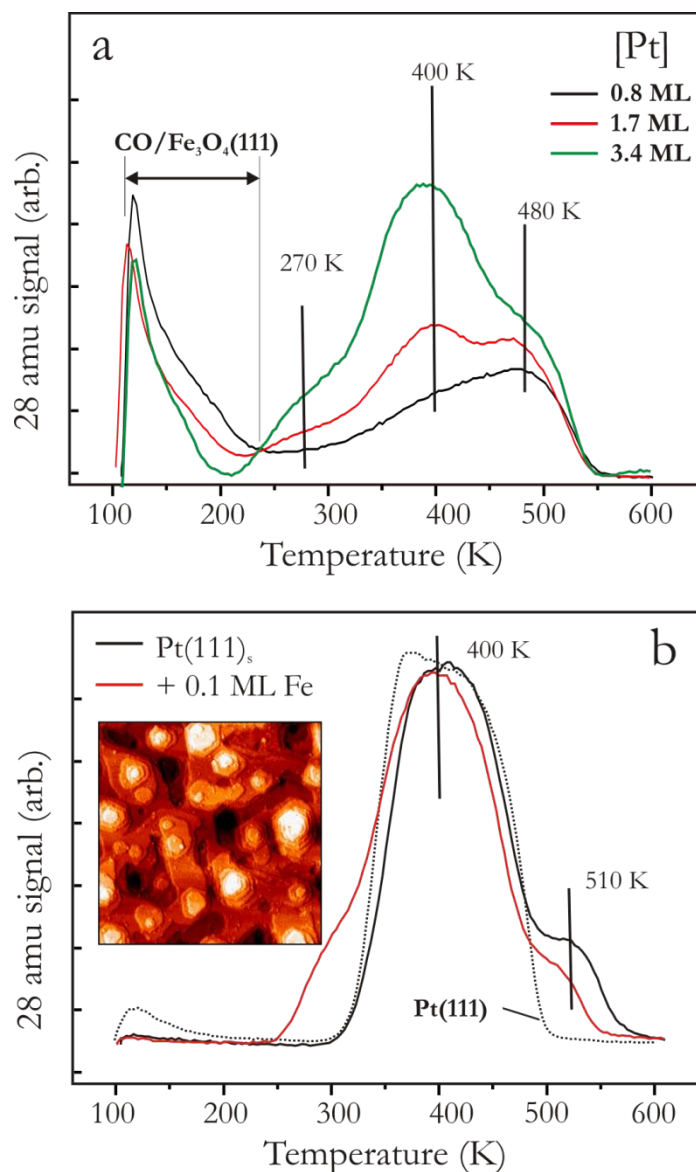 a
[Pt]
400 K
0.8 ML
1.7 ML
3.4 ML
CO/Fe₃O₄(111)
480 K
270 K
28 amu signal (arb.)
100 200 300 400 500 600
Temperature (K)
Pt(111)ₛ
+ 0.1 ML Fe
400 K
b
510 K
Pt(111)
28 amu signal (arb.)
100 200 300 400 500 600
Temperature (K)